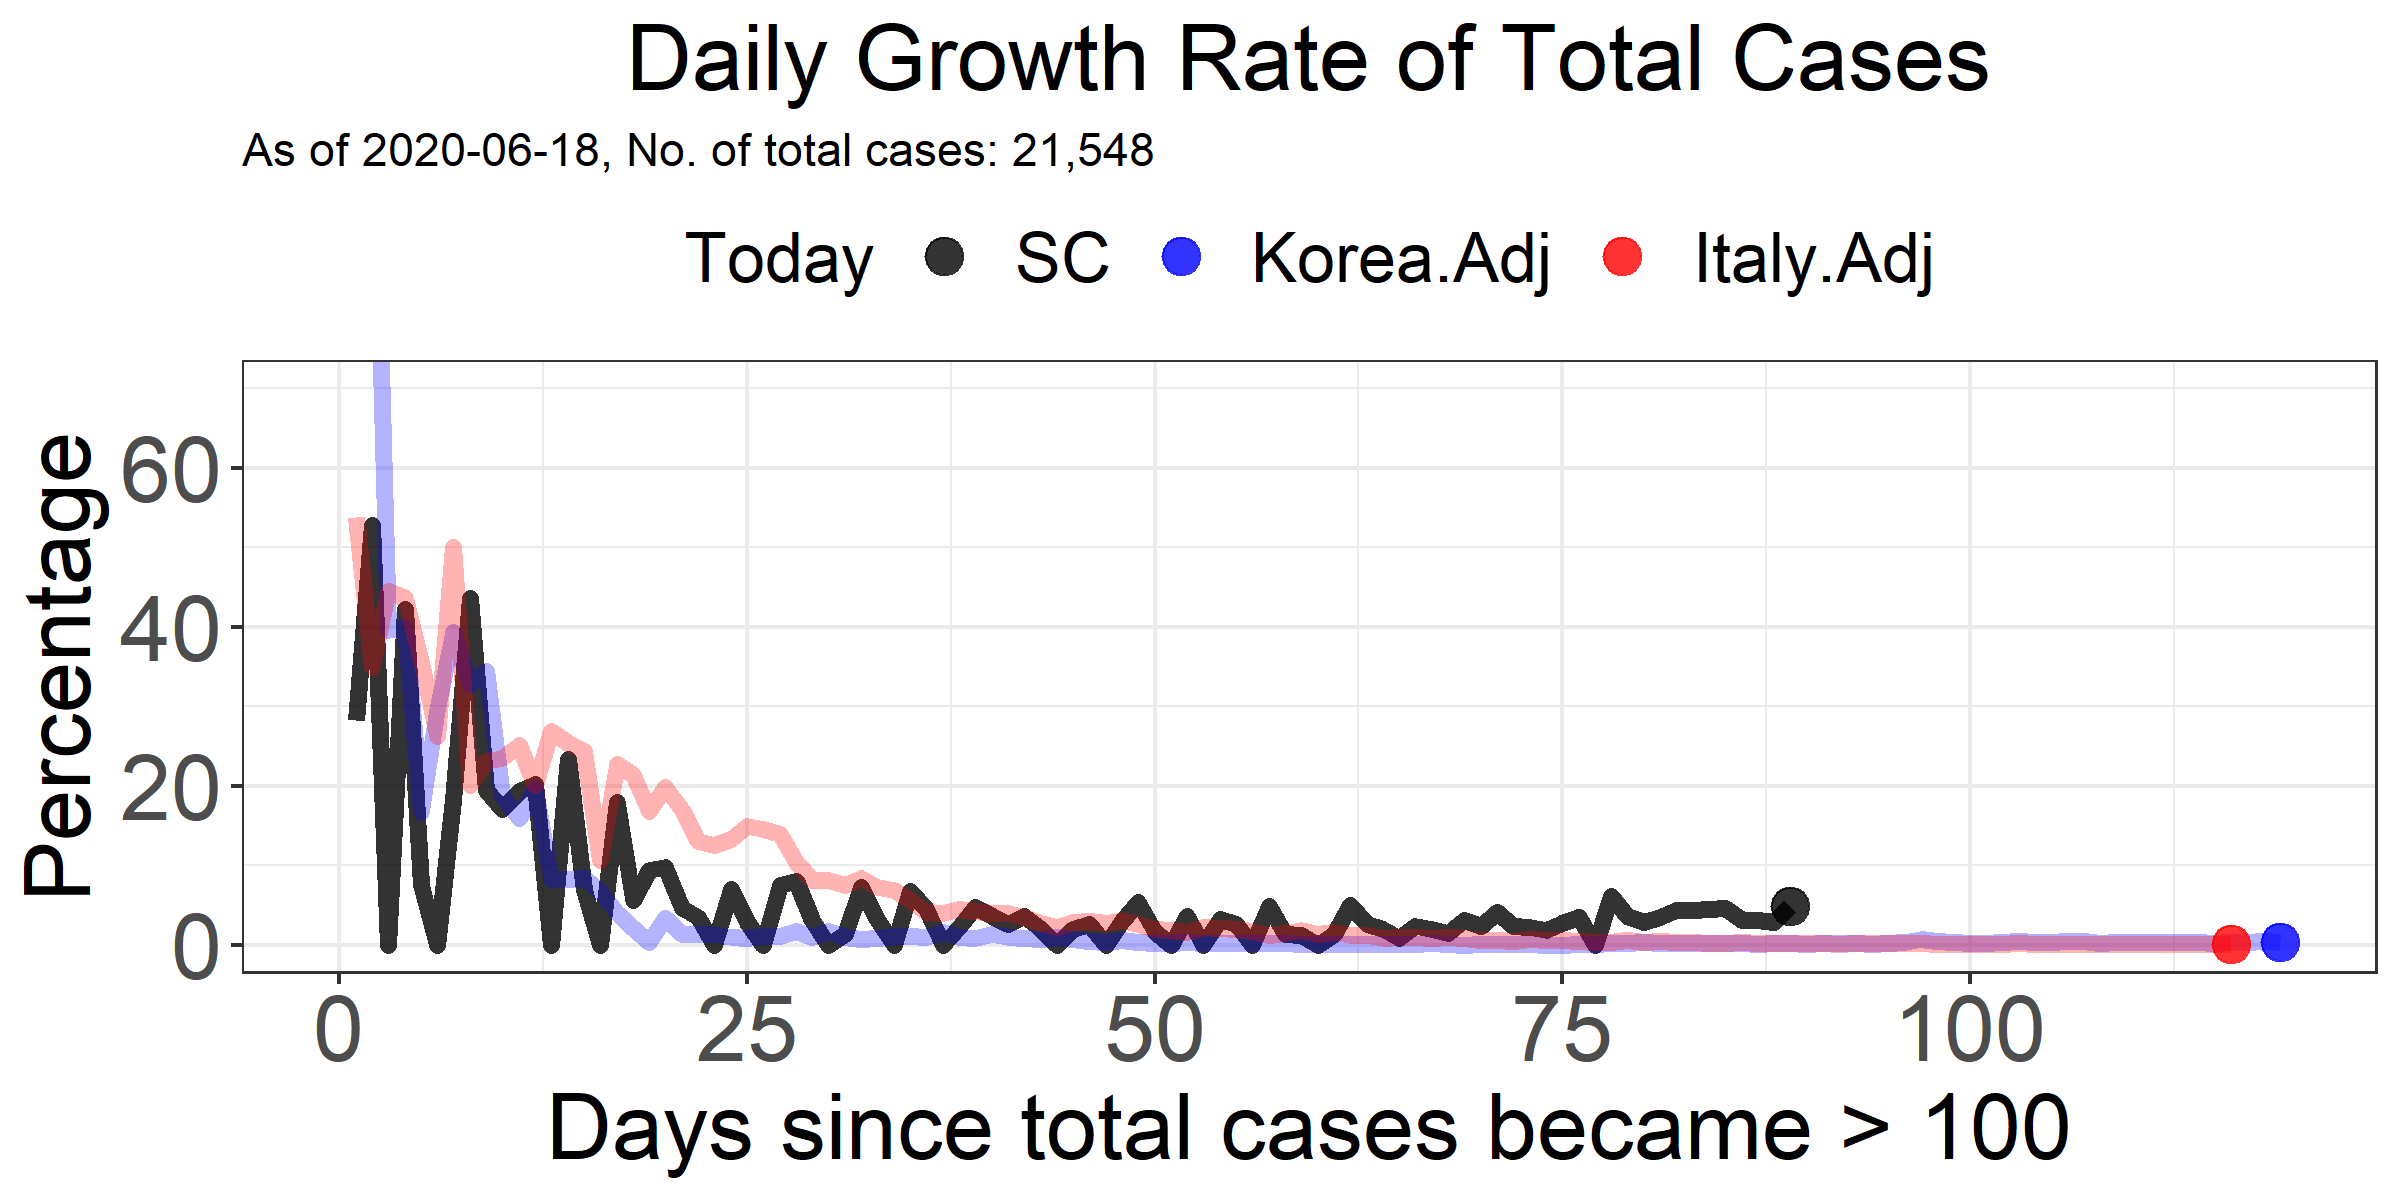 Daily Growth Rate of Total Cases
As of 2020-06-18, No. of total cases: 21,548
Today SC Korea.Adj Italy.Adj
Percentage
60
40
20
0
0 25 50 75 100
Days since total cases became > 100